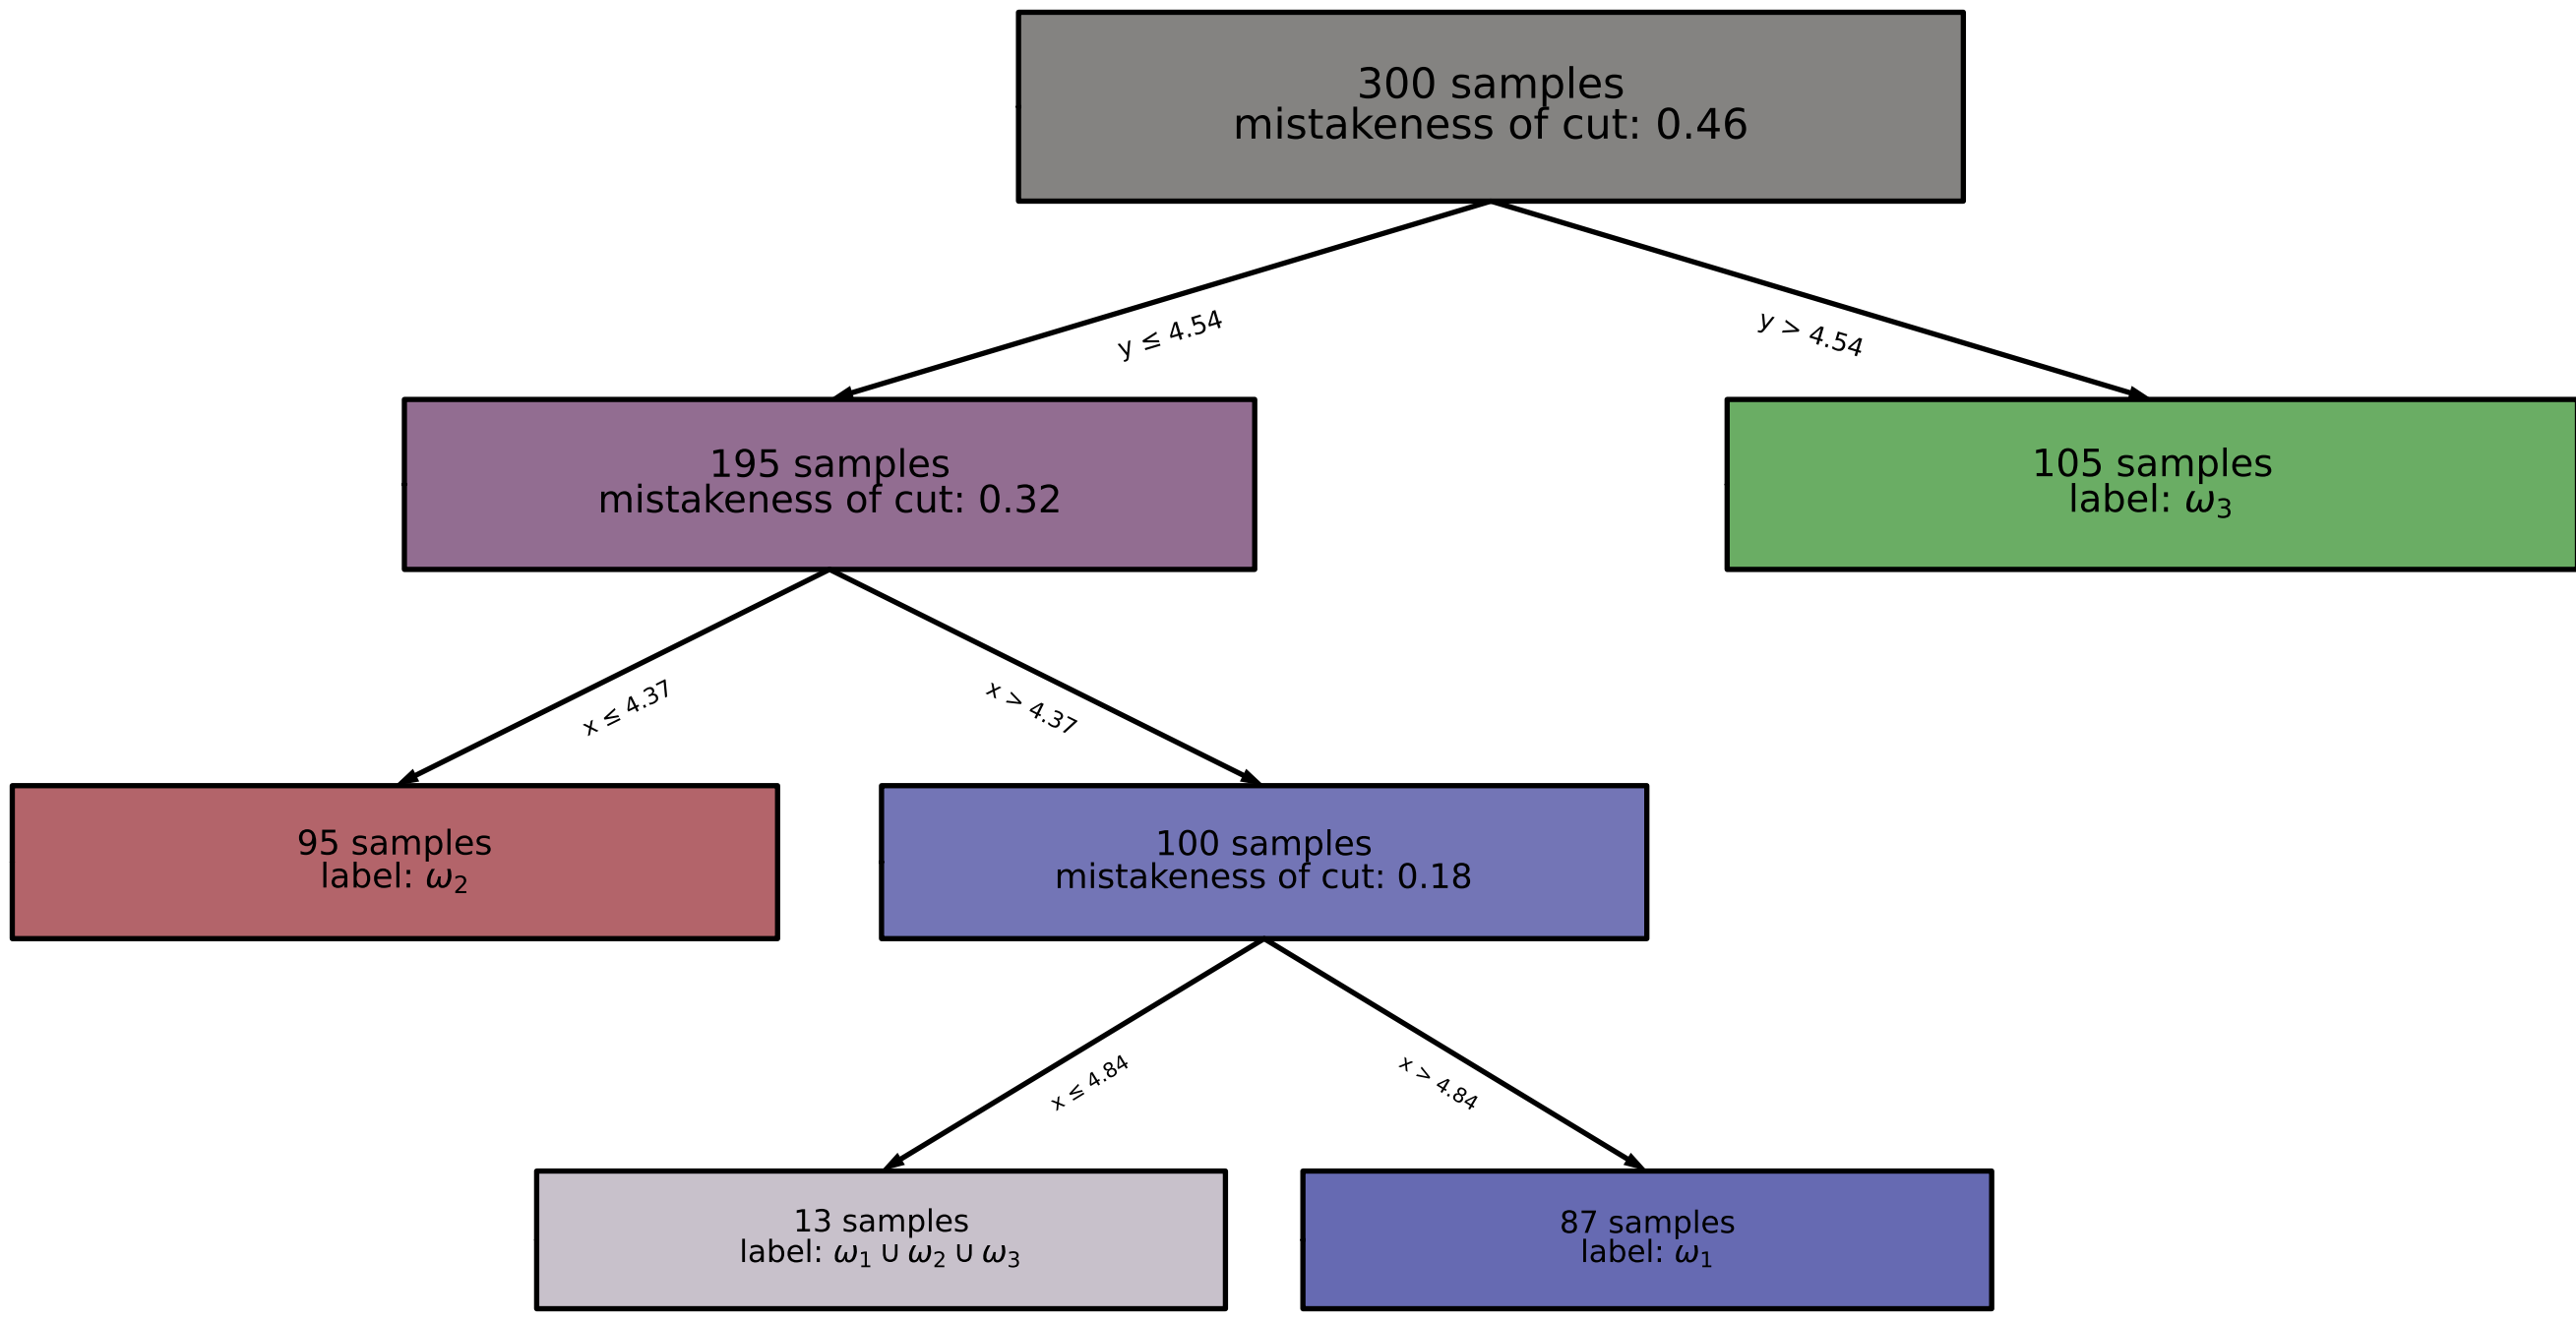 300 samples
mistakeness of cut: 0.46
y ≤ 4.54
y > 4.54
195 samples
mistakeness of cut: 0.32
105 samples
label: ω₃
x ≤ 4.37
x > 4.37
95 samples
label: ω₂
100 samples
mistakeness of cut: 0.18
x ≤ 4.84
x > 4.84
13 samples
label: ω₁ ∪ ω₂ ∪ ω₃
87 samples
label: ω₁